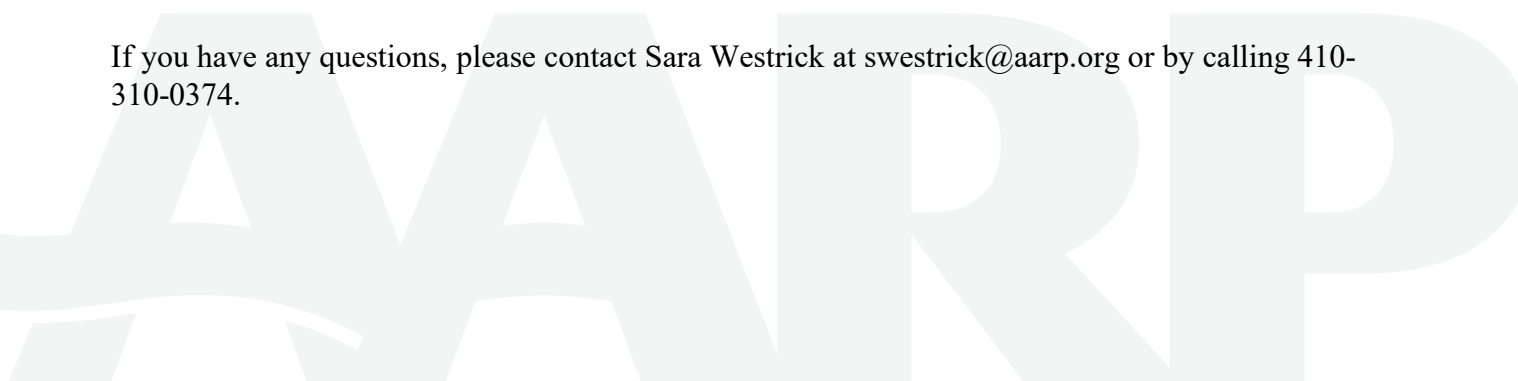 If you have any questions, please contact Sara Westrick at swestrick@aarp.org or by calling 410-
310-0374.
AARP